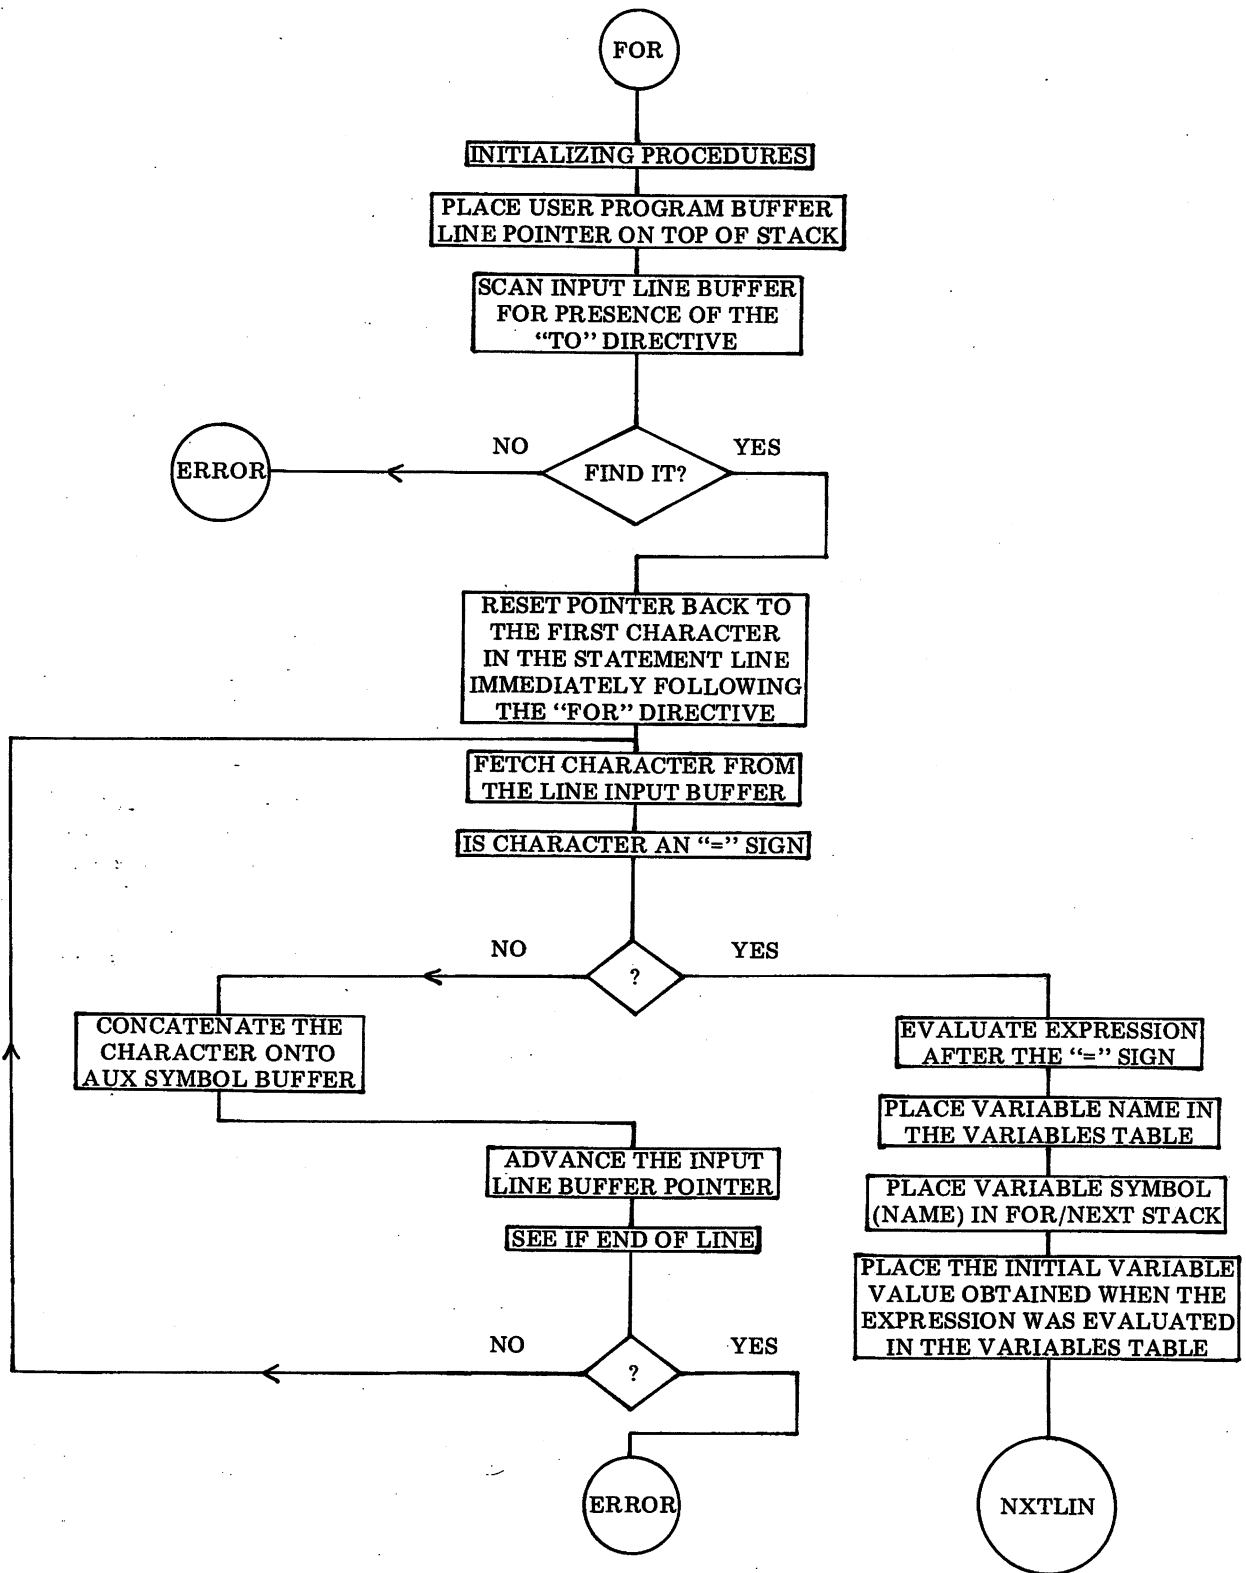 FOR
INITIALIZING PROCEDURES
PLACE USER PROGRAM BUFFER
LINE POINTER ON TOP OF STACK
SCAN INPUT LINE BUFFER
FOR PRESENCE OF THE
“TO” DIRECTIVE
NO
YES
ERROR
FIND IT?
RESET POINTER BACK TO
THE FIRST CHARACTER
IN THE STATEMENT LINE
IMMEDIATELY FOLLOWING
THE “FOR” DIRECTIVE
FETCH CHARACTER FROM
THE LINE INPUT BUFFER
IS CHARACTER AN “=” SIGN
NO
YES
?
CONCATENATE THE
CHARACTER ONTO
AUX SYMBOL BUFFER
ADVANCE THE INPUT
LINE BUFFER POINTER
SEE IF END OF LINE
NO
YES
?
ERROR
EVALUATE EXPRESSION
AFTER THE “=” SIGN
PLACE VARIABLE NAME IN
THE VARIABLES TABLE
PLACE VARIABLE SYMBOL
(NAME) IN FOR/NEXT STACK
PLACE THE INITIAL VARIABLE
VALUE OBTAINED WHEN THE
EXPRESSION WAS EVALUATED
IN THE VARIABLES TABLE
NXTLIN